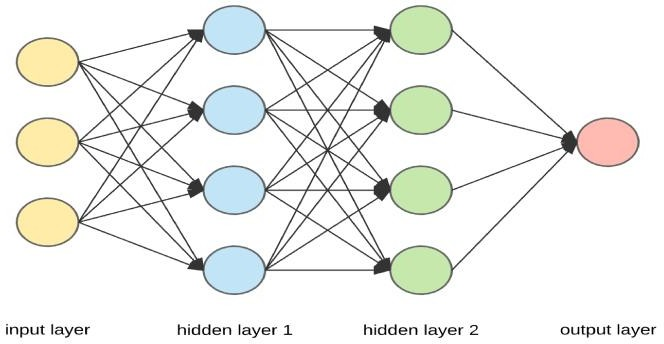 input layer
hidden layer 1
hidden layer 2
output layer